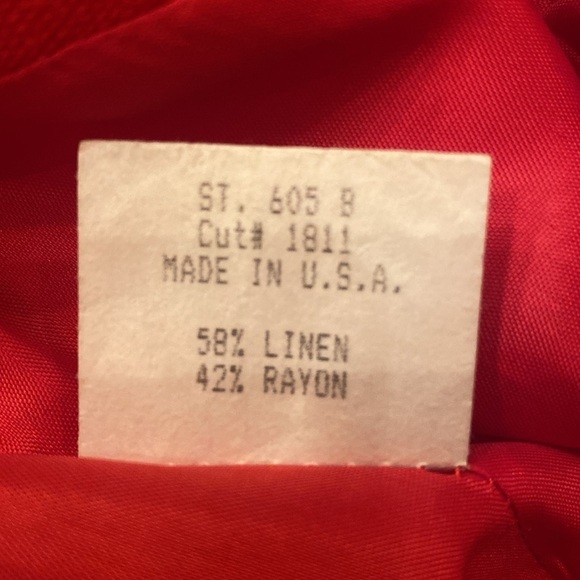 ST. 605 B
Cut# 1811
MADE IN U.S.A.
58% LINEN
42% RAYON